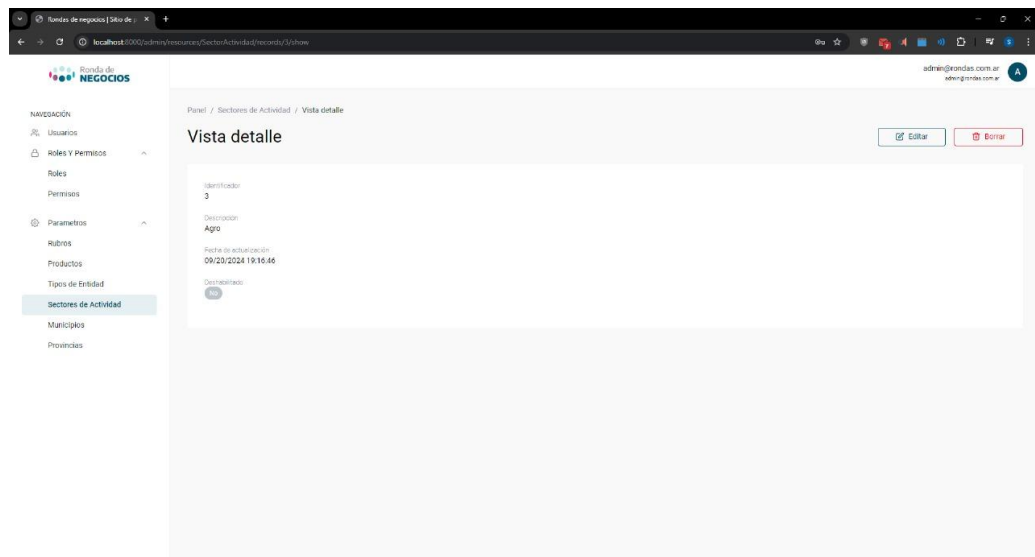 Rondas de negocios | Sitio de p
localhost:8000/admin/resources/SectorActividad/records/3/show
Ronda de
NEGOCIOS
admin@rondas.com.ar
admin@rondas.com.ar
A
NAVEGACIÓN
Usuarios
Roles Y Permisos
Roles
Permisos
Parametros
Rubros
Productos
Tipos de Entidad
Sectores de Actividad
Municipios
Provincias
Panel / Sectores de Actividad / Vista detalle
Vista detalle
Editar
Borrar
Identificador
3
Descripción
Agro
Fecha de actualización
09/20/2024 19:16:46
Deshabilitado
No